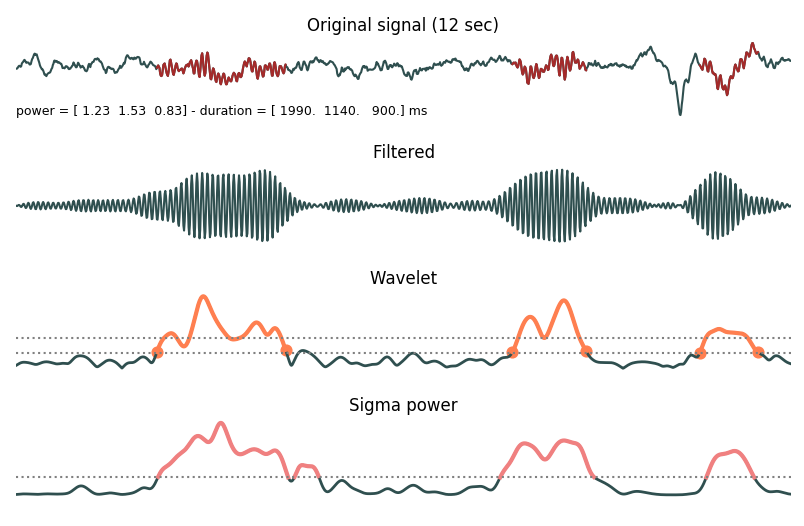 Original signal (12 sec)
power = [ 1.23  1.53  0.83] - duration = [ 1990.  1140.   900.] ms
Filtered
Wavelet
Sigma power